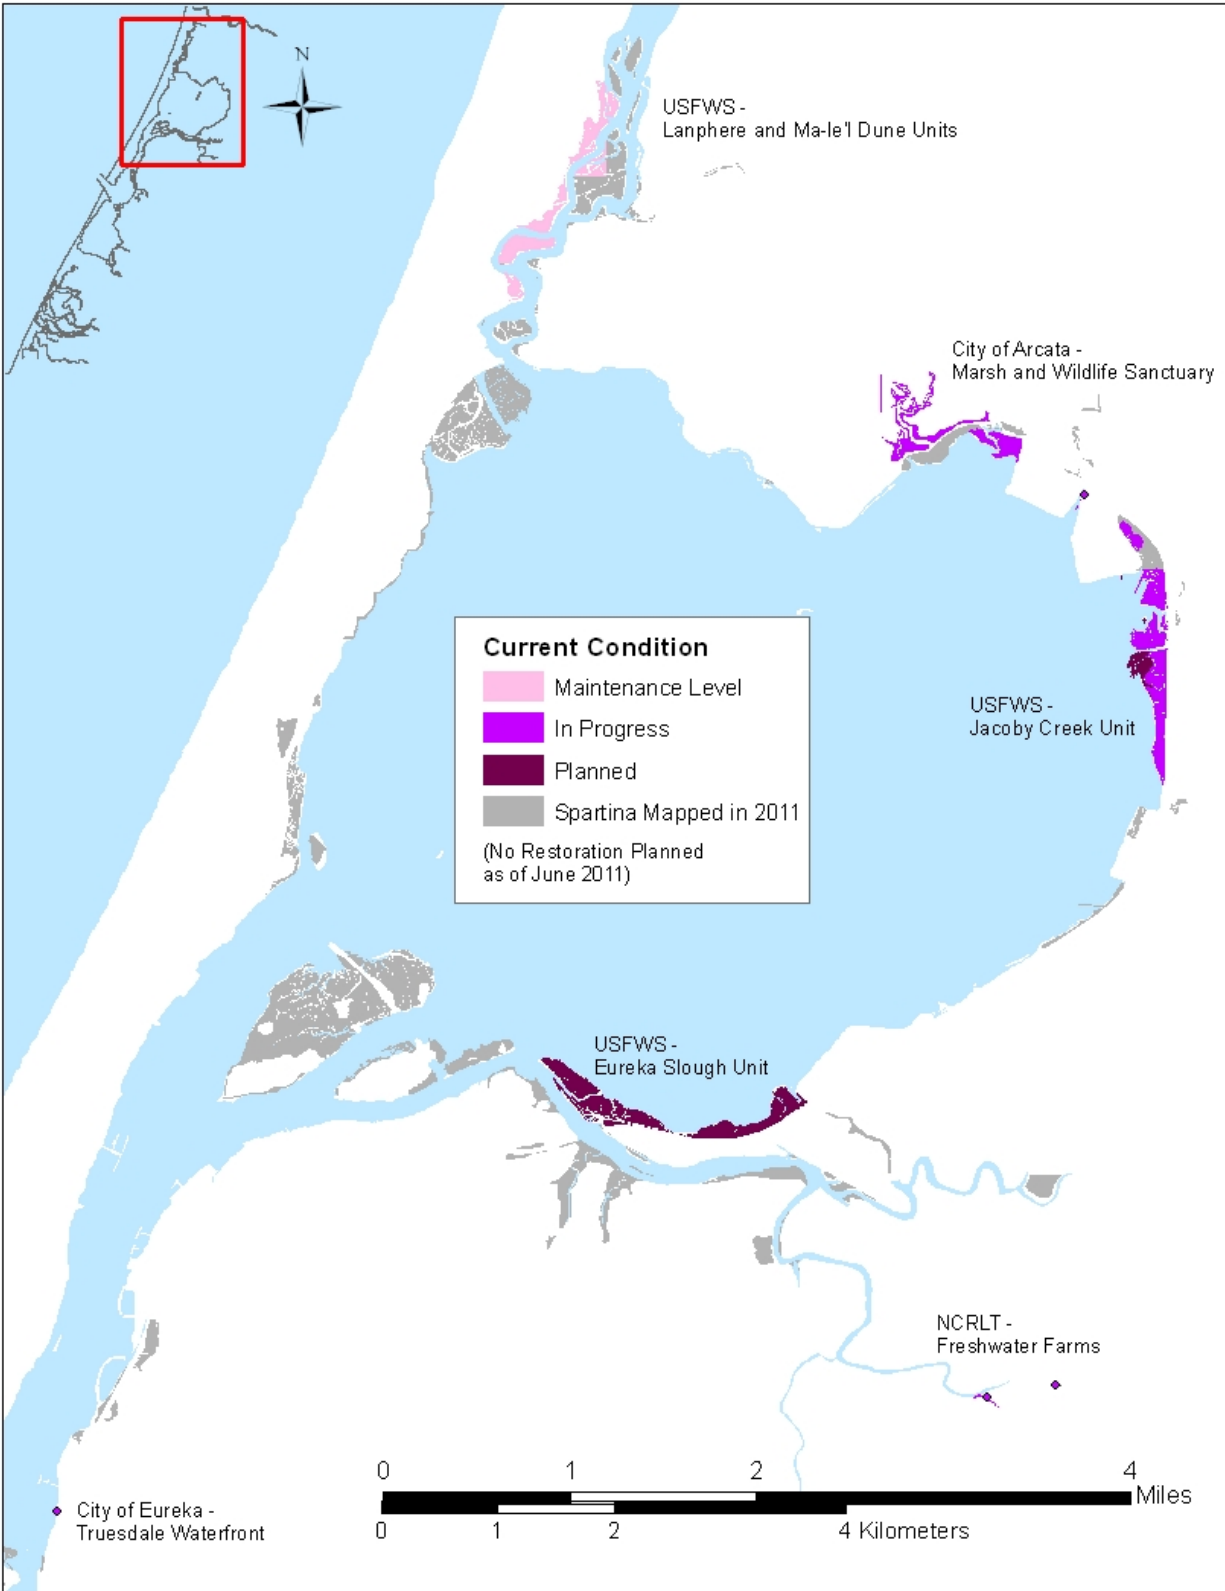 N
USFWS -
Lanphere and Ma-le'l Dune Units
City of Arcata -
Marsh and Wildlife Sanctuary
Current Condition
Maintenance Level
In Progress
Planned
Spartina Mapped in 2011
(No Restoration Planned
as of June 2011)
USFWS -
Jacoby Creek Unit
USFWS -
Eureka Slough Unit
NCRLT -
Freshwater Farms
City of Eureka -
Truesdale Waterfront
0 1 2 4
Miles
0 1 2 4 Kilometers